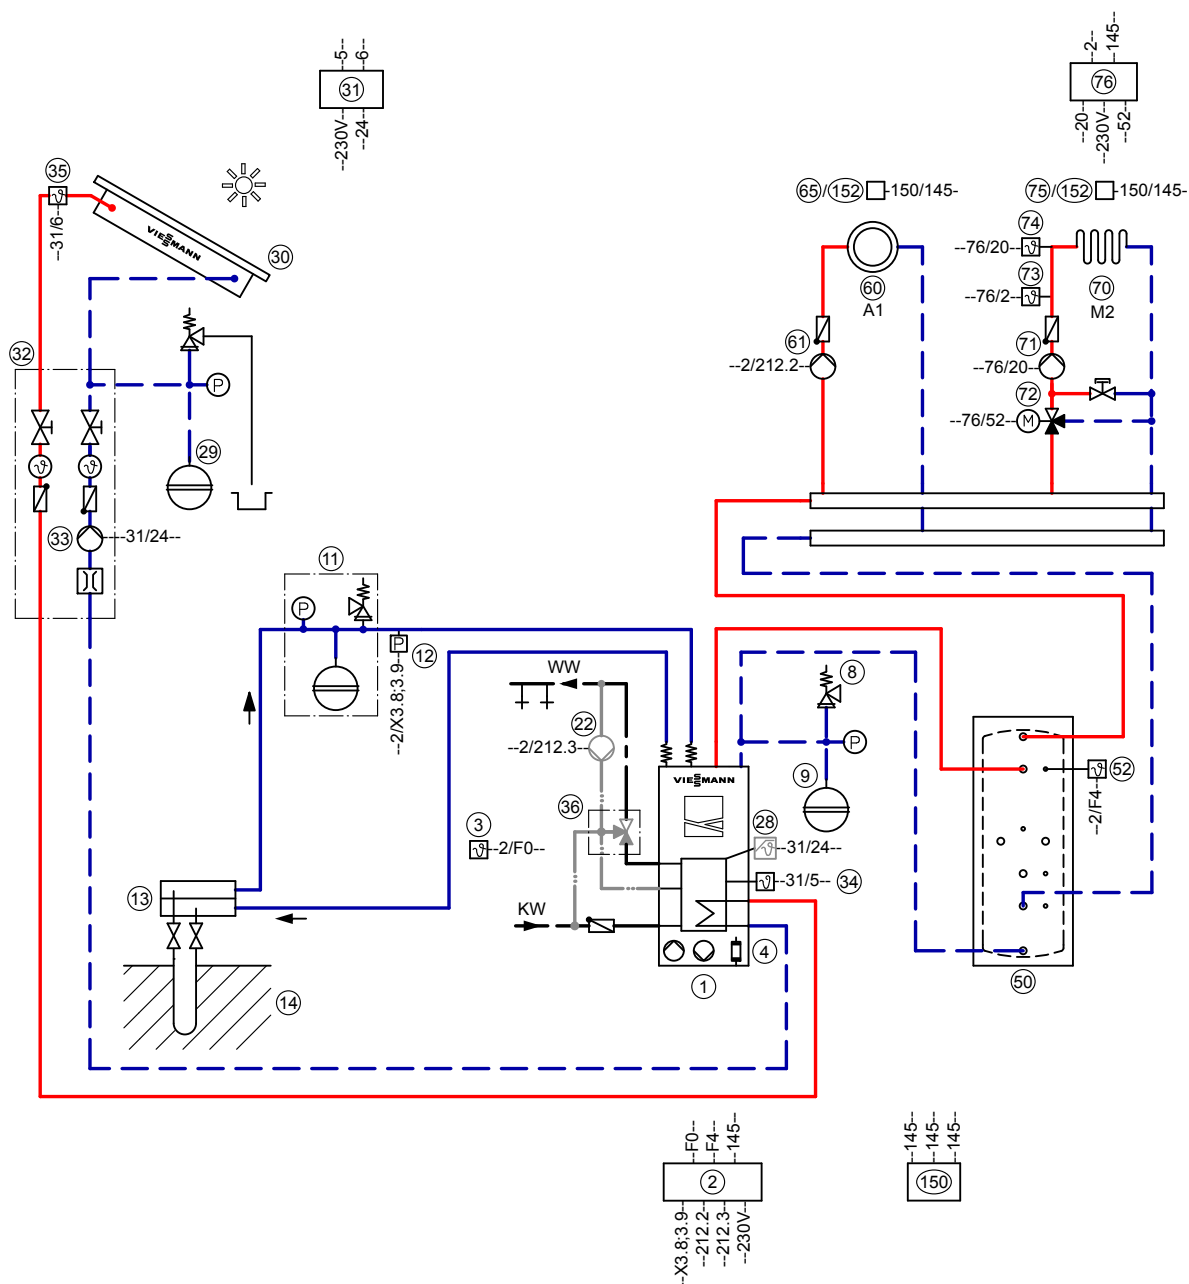 --5--
--6--
31
--230V--
--24--
--2--
--145--
76
--20--
--230V--
--52--
35
--31/6--
VIESSMANN
30
65/152 -150/145-
75/152 -150/145-
74
--76/20--
73
--76/2--
60
A1
70
M2
61
--2/212.2--
71
--76/20--
72
--76/52--
M
32
P
29
33
----31/24--
11
P
P
12
--2/X3.8;3.9--
WW
22
--2/212.3--
8
P
9
VIESSMANN
52
--2/F4--
36
3
--2/F0--
28
--31/24--
--31/5--
34
KW
13
4
1
14
50
--F0--
--F4--
--145--
2
--X3.8;3.9--
--212.2--
--212.3--
--230V--
--145--
--145--
--145--
150